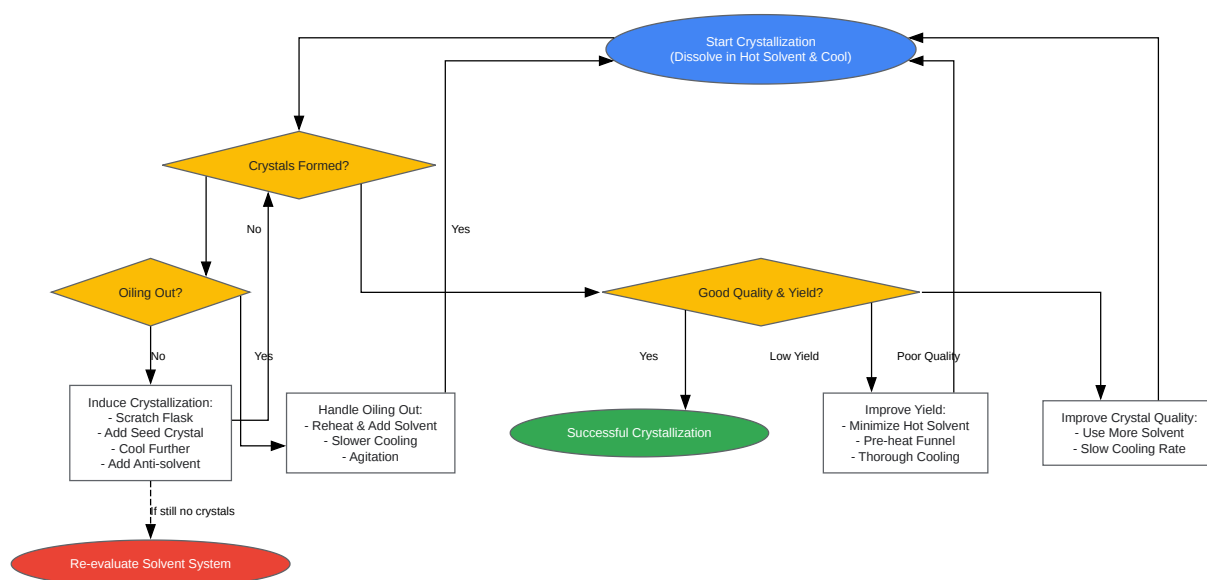 Start Crystallization
(Dissolve in Hot Solvent & Cool)
Crystals Formed?
No
Yes
Oiling Out?
Good Quality & Yield?
No
Yes
Yes
Low Yield
Poor Quality
Induce Crystallization:
- Scratch Flask
- Add Seed Crystal
- Cool Further
- Add Anti-solvent
Handle Oiling Out:
- Reheat & Add Solvent
- Slower Cooling
- Agitation
Successful Crystallization
Improve Yield:
- Minimize Hot Solvent
- Pre-heat Funnel
- Thorough Cooling
Improve Crystal Quality:
- Use More Solvent
- Slow Cooling Rate
If still no crystals
Re-evaluate Solvent System